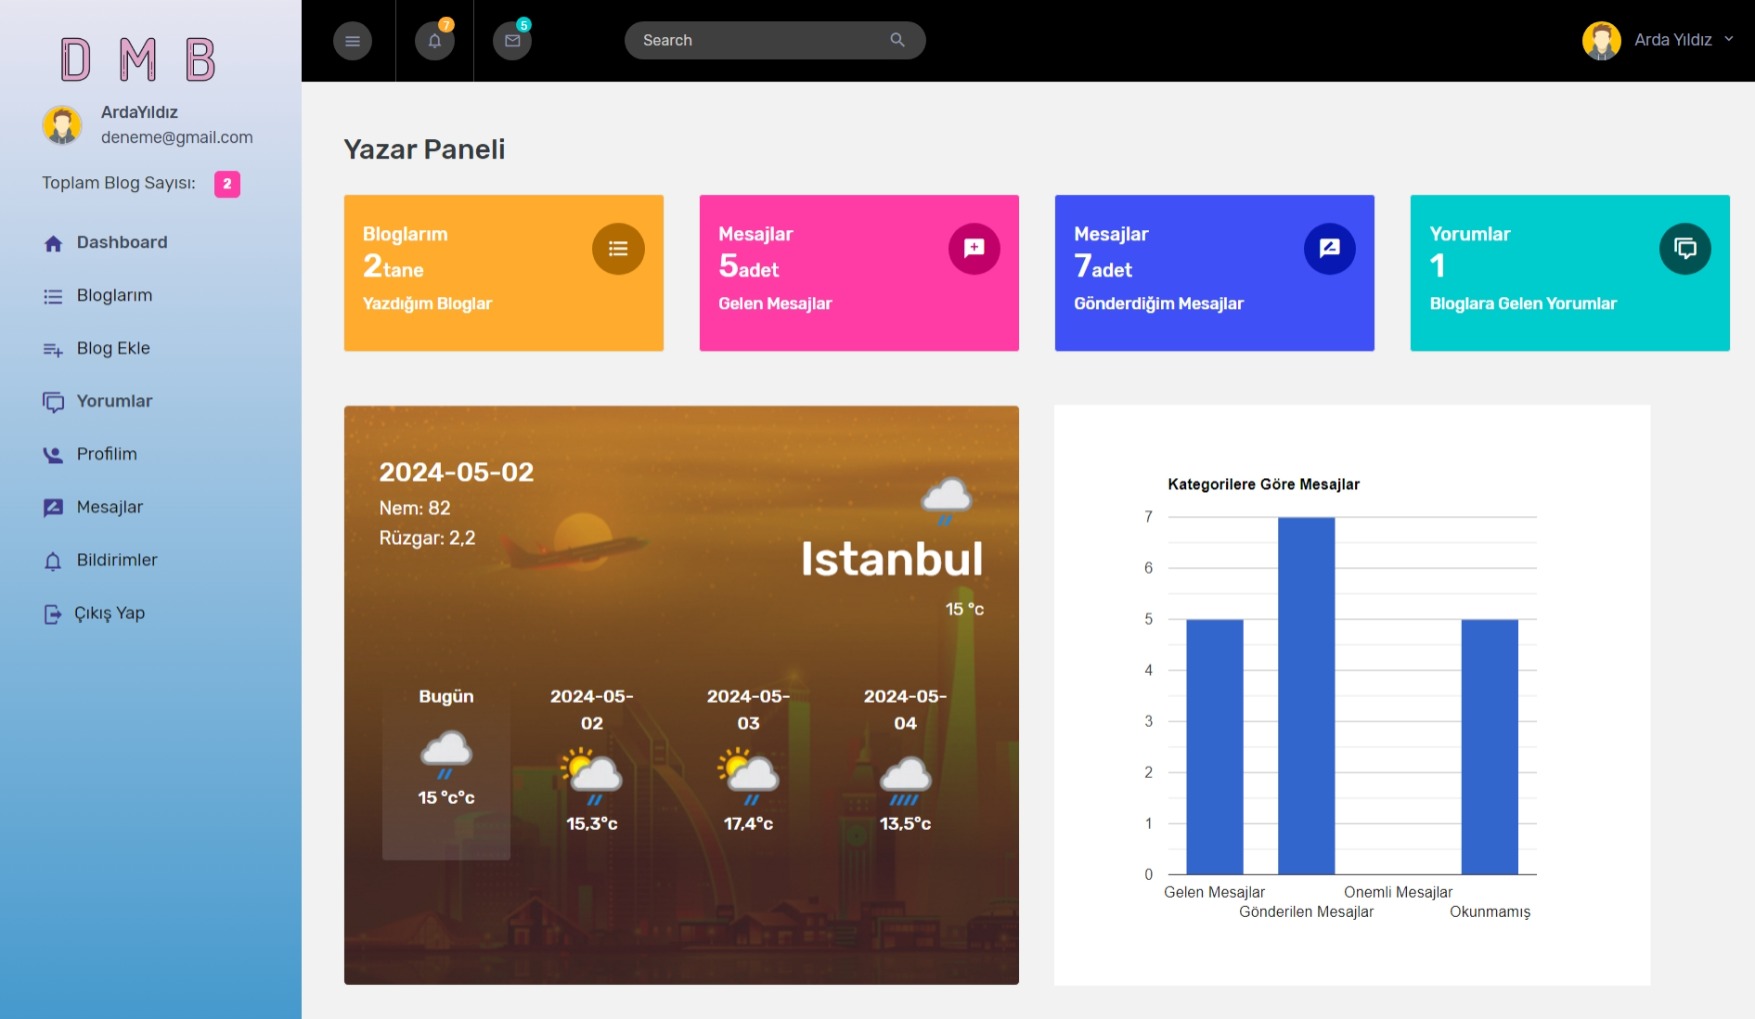 DMB
ArdaYıldız
deneme@gmail.com
Toplam Blog Sayısı: 2
Dashboard
Bloglarım
Blog Ekle
Yorumlar
Profilim
Mesajlar
Bildirimler
Çıkış Yap
7
5
Search
Arda Yıldız
Yazar Paneli
Bloglarım
2tane
Yazdığım Bloglar
Mesajlar
5adet
Gelen Mesajlar
Mesajlar
7adet
Gönderdiğim Mesajlar
Yorumlar
1
Bloglara Gelen Yorumlar
2024-05-02
Nem: 82
Rüzgar: 2,2
Istanbul
15 °c
Bugün
15 °c°c
2024-05-
02
15,3°c
2024-05-
03
17,4°c
2024-05-
04
13,5°c
Kategorilere Göre Mesajlar
7
6
5
4
3
2
1
0
Gelen Mesajlar
Gönderilen Mesajlar
Onemli Mesajlar
Okunmamış